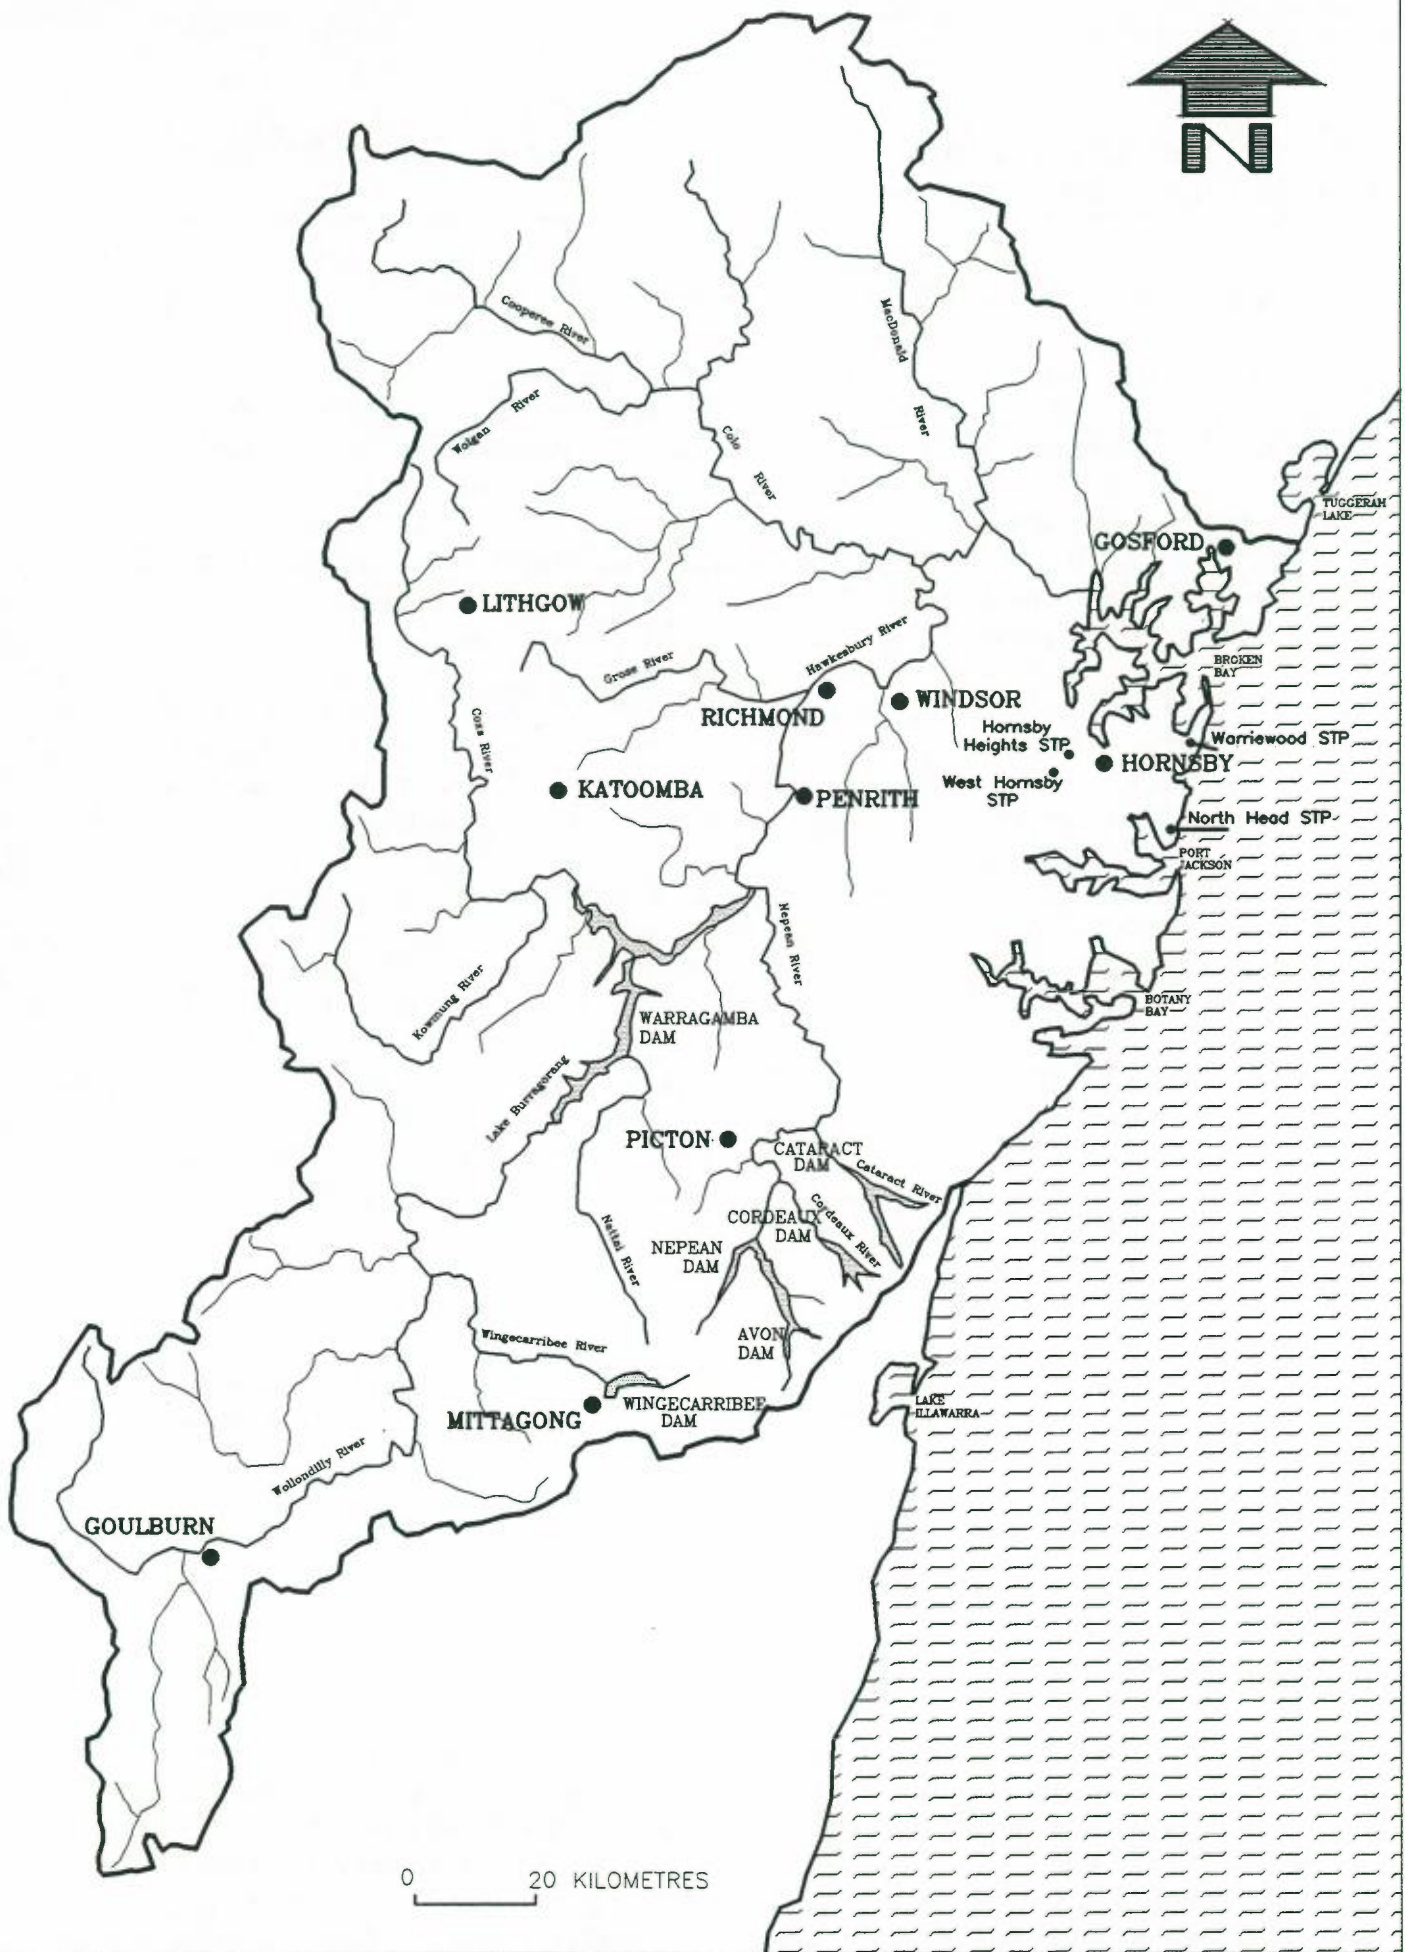 N
Cooperee River
MacDonald
River
Wolgan River
Colo
River
TUGGERAH
LAKE
GOSFORD
LITHGOW
Hawkesbury River
Grose River
BROKEN
BAY
RICHMOND
WINDSOR
Coxs River
Hornsby
Heights STP
Warriewood STP
HORNSBY
KATOOMBA
PENRITH
West Hornsby
STP
North Head STP
PORT
JACKSON
Nepean River
Kowmung River
BOTANY
BAY
WARRAGAMBA
DAM
Lake Burragorang
PICTON
CATARACT
DAM
Cataract River
CORDEAUX
DAM
Cordeaux River
Nattai River
NEPEAN
DAM
AVON
DAM
Wingecarribee River
WINGECARRIBEE
DAM
MITTAGONG
LAKE
ILLAWARRA
Wollondilly River
GOULBURN
0 20 KILOMETRES